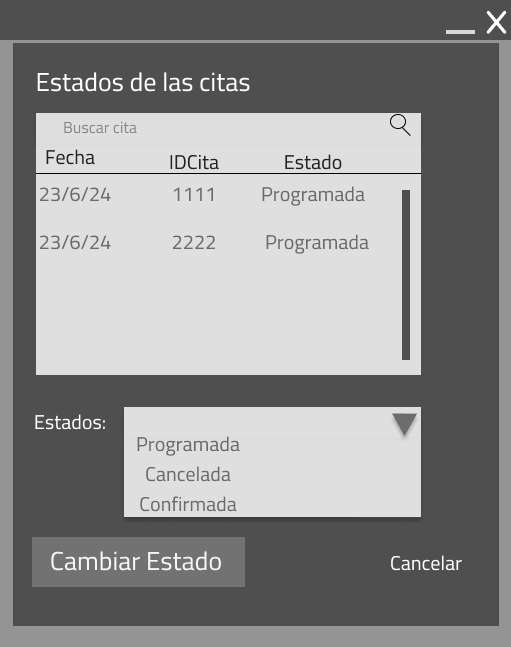 Estados de las citas
Buscar cita
Fecha IDCita Estado
23/6/24 1111 Programada
23/6/24 2222 Programada
Estados:
Programada
Cancelada
Confirmada
Cambiar Estado Cancelar